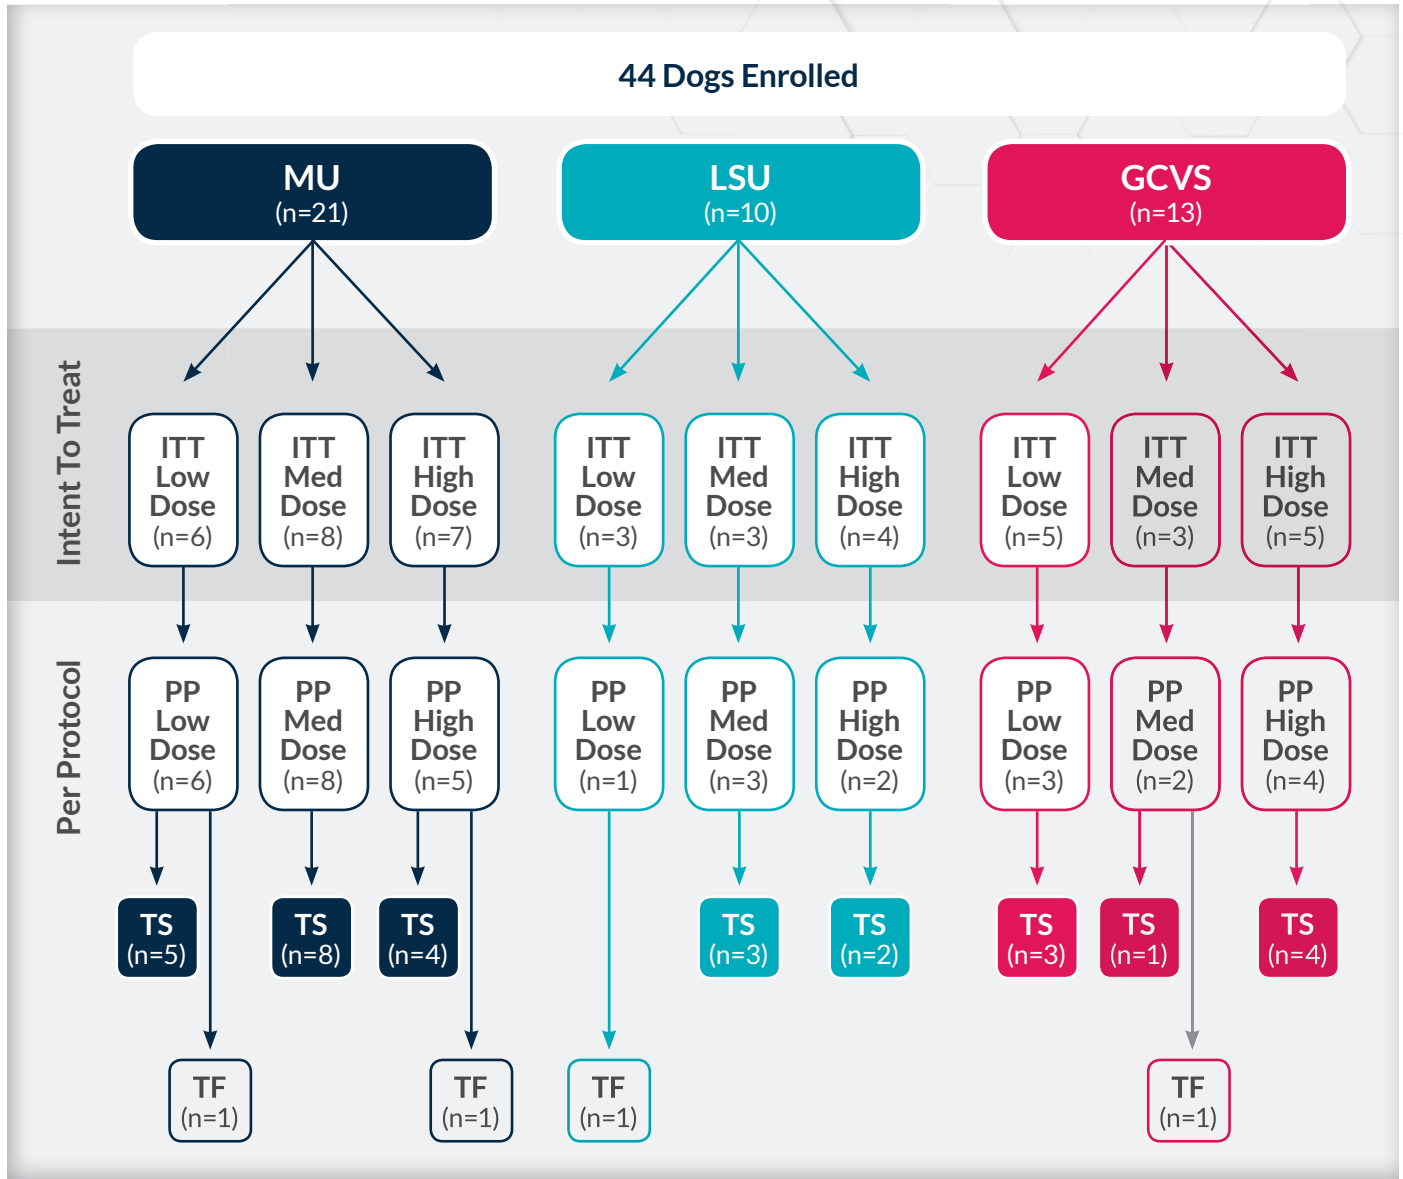 44 Dogs Enrolled
MU
(n=21)
LSU
(n=10)
GCVS
(n=13)
Intent To Treat
ITT
Low
Dose
(n=6)
ITT
Med
Dose
(n=8)
ITT
High
Dose
(n=7)
ITT
Low
Dose
(n=3)
ITT
Med
Dose
(n=3)
ITT
High
Dose
(n=4)
ITT
Low
Dose
(n=5)
ITT
Med
Dose
(n=3)
ITT
High
Dose
(n=5)
Per Protocol
PP
Low
Dose
(n=6)
PP
Med
Dose
(n=8)
PP
High
Dose
(n=5)
PP
Low
Dose
(n=1)
PP
Med
Dose
(n=3)
PP
High
Dose
(n=2)
PP
Low
Dose
(n=3)
PP
Med
Dose
(n=2)
PP
High
Dose
(n=4)
TS
(n=5)
TS
(n=8)
TS
(n=4)
TS
(n=3)
TS
(n=2)
TS
(n=3)
TS
(n=1)
TS
(n=4)
TF
(n=1)
TF
(n=1)
TF
(n=1)
TF
(n=1)